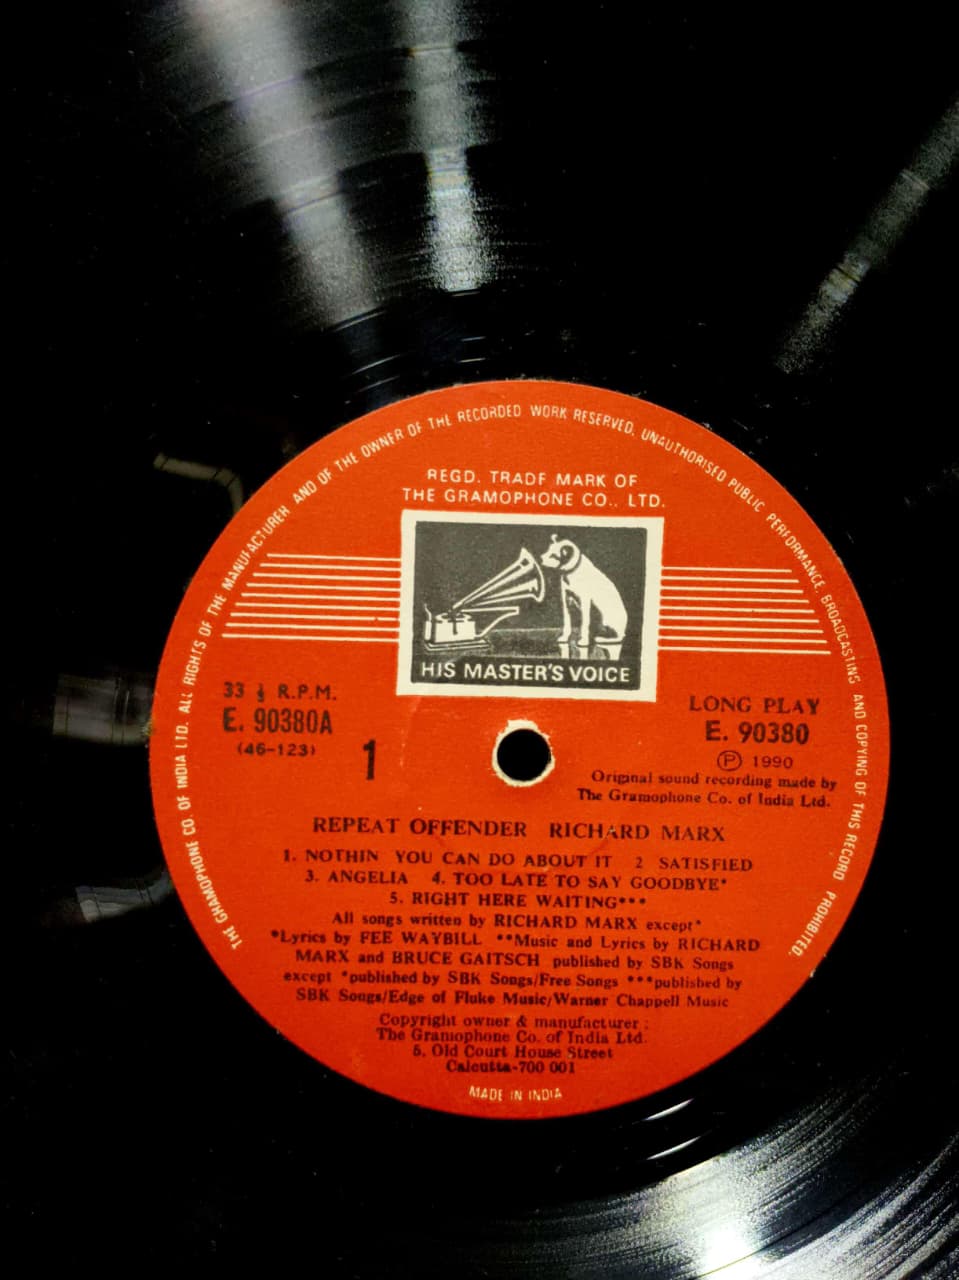 THE GRAMOPHONE CO. OF INDIA LTD. ALL RIGHTS OF THE MANUFACTURER AND OF THE OWNER OF THE RECORDED WORK RESERVED. UNAUTHORISED PUBLIC PERFORMANCE, BROADCASTING AND COPYING OF THIS RECORD PROHIBITED.
REGD. TRADE MARK OF
THE GRAMOPHONE CO., LTD.
HIS MASTER'S VOICE
33 ⅓ R.P.M.
E. 90380A
(46-123)
1
LONG PLAY
E. 90380
Ⓟ 1990
Original sound recording made by
The Gramophone Co. of India Ltd.
REPEAT OFFENDER RICHARD MARX
1. NOTHIN YOU CAN DO ABOUT IT 2 SATISFIED
3. ANGELIA 4. TOO LATE TO SAY GOODBYE*
5. RIGHT HERE WAITING***
All songs written by RICHARD MARX except*
*Lyrics by FEE WAYBILL **Music and Lyrics by RICHARD
MARX and BRUCE GAITSCH published by SBK Songs
except *published by SBK Songs/Free Songs ***published by
SBK Songs/Edge of Fluke Music/Warner Chappell Music
Copyright owner & manufacturer :
The Gramophone Co. of India Ltd.
5, Old Court House Street
Calcutta-700 001
MADE IN INDIA